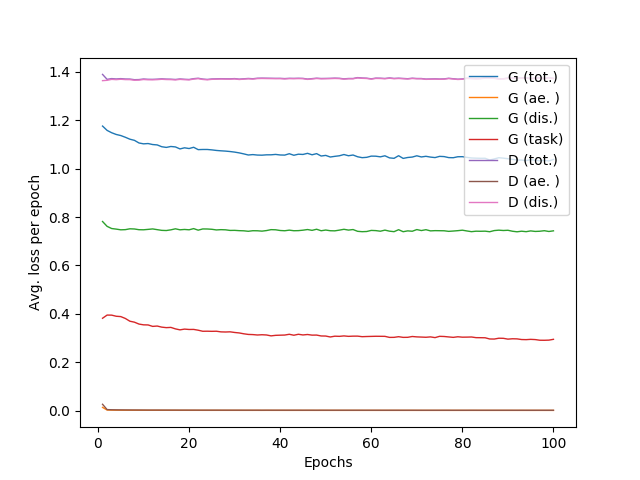 1.4
1.2
1.0
0.8
0.6
0.4
0.2
0.0
0
20
40
60
80
100
Avg. loss per epoch
Epochs
G (tot.)
G (ae. )
G (dis.)
G (task)
D (tot.)
D (ae. )
D (dis.)